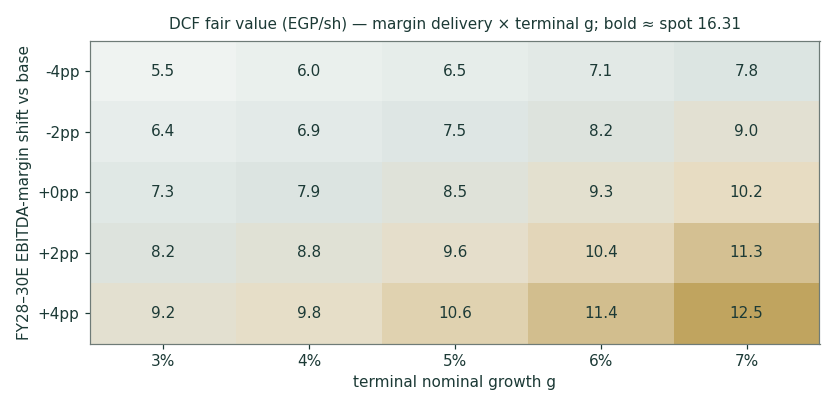 DCF fair value (EGP/sh) — margin delivery × terminal g; bold ≈ spot 16.31
FY28–30E EBITDA-margin shift vs base
-4pp 5.5 6.0 6.5 7.1 7.8
-2pp 6.4 6.9 7.5 8.2 9.0
+0pp 7.3 7.9 8.5 9.3 10.2
+2pp 8.2 8.8 9.6 10.4 11.3
+4pp 9.2 9.8 10.6 11.4 12.5
3% 4% 5% 6% 7%
terminal nominal growth g